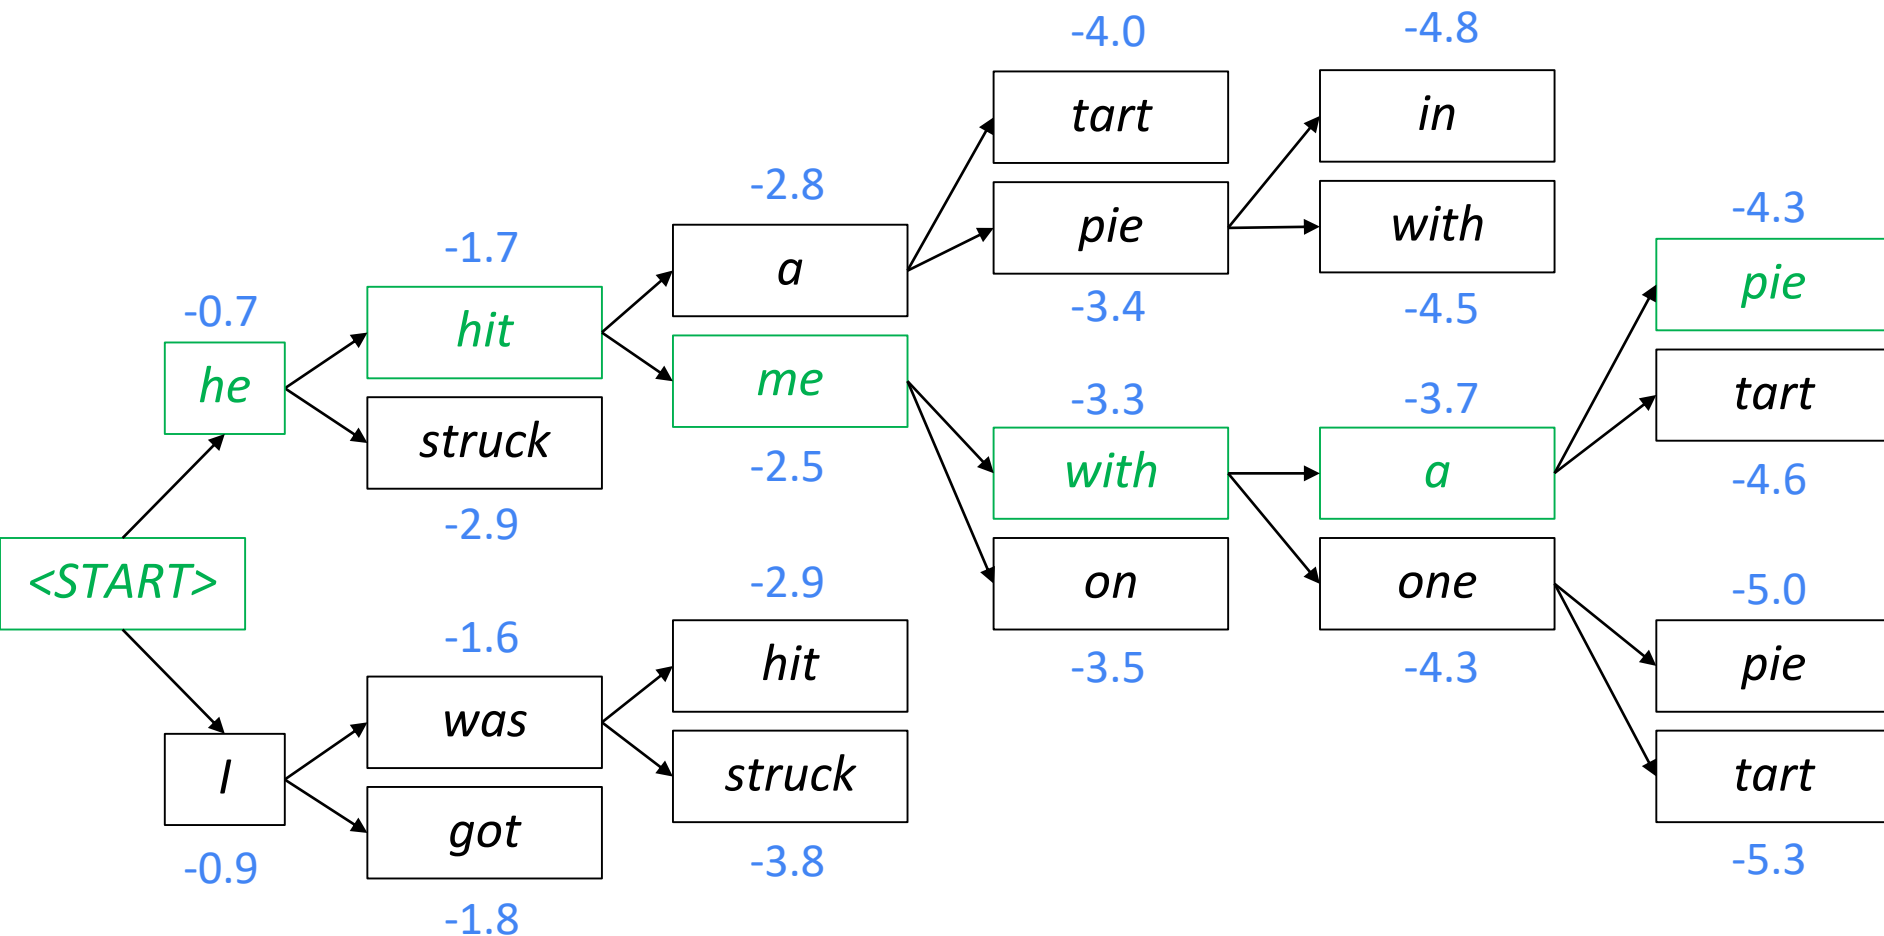 -4.0
-4.8
tart
in
-2.8
-4.3
-1.7
a
pie
with
pie
-0.7
hit
-3.4
-4.5
he
me
-3.3
-3.7
tart
struck
-2.5
with
a
-4.6
-2.9
<START>
-2.9
on
one
-5.0
-1.6
hit
-3.5
-4.3
pie
I
was
struck
tart
got
-0.9
-3.8
-5.3
-1.8